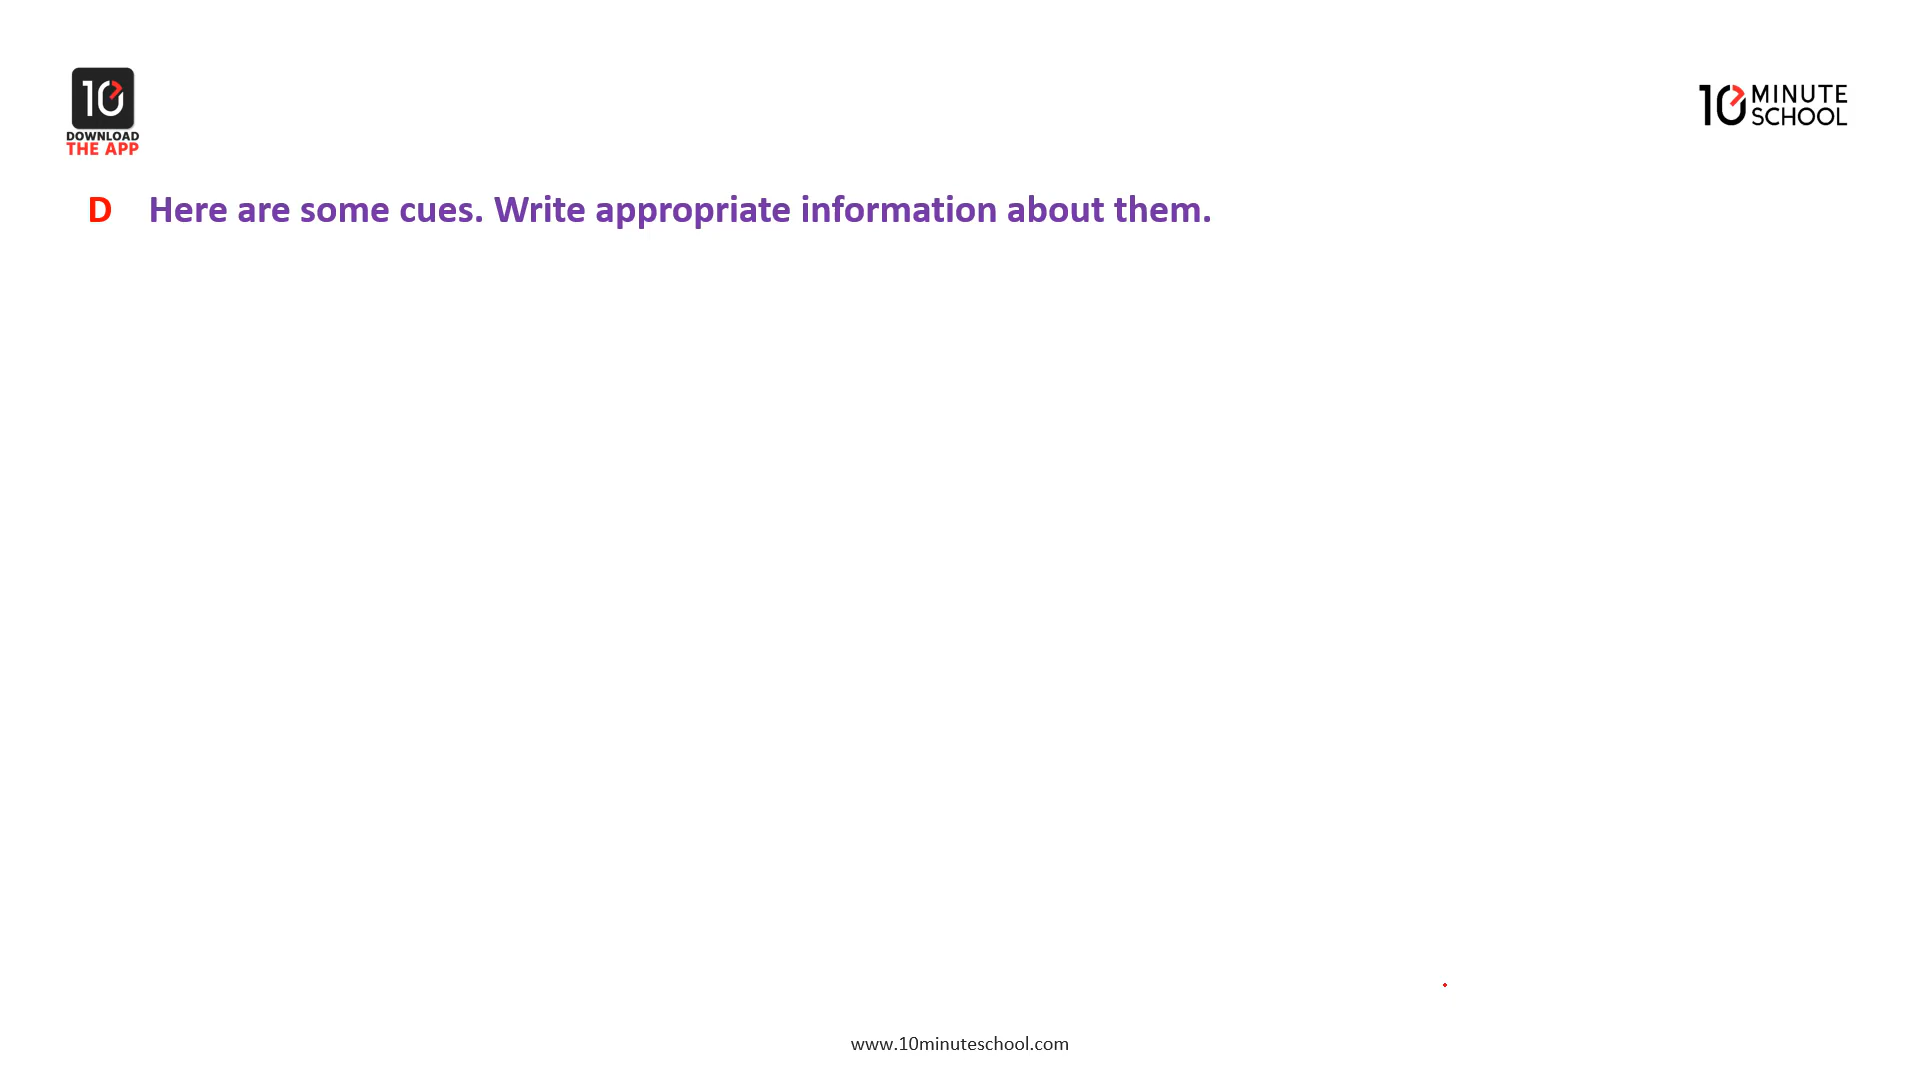 10
DOWNLOAD
THE APP
10 MINUTE
SCHOOL
D Here are some cues. Write appropriate information about them.
www.10minuteschool.com